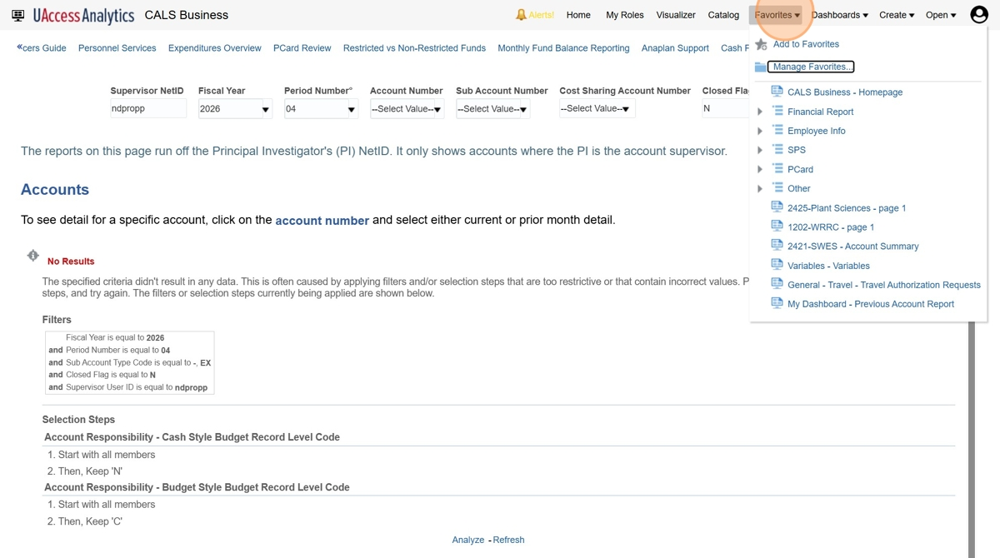 UAccess Analytics CALS Business Alerts! Home My Roles Visualizer Catalog Favorites Dashboards Create Open
«cers Guide Personnel Services Expenditures Overview PCard Review Restricted vs Non-Restricted Funds Monthly Fund Balance Reporting Anaplan Support Cash F
Add to Favorites
Manage Favorites...
CALS Business - Homepage
Financial Report
Employee Info
SPS
PCard
Other
2425-Plant Sciences - page 1
1202-WRRC - page 1
2421-SWES - Account Summary
Variables - Variables
General - Travel - Travel Authorization Requests
My Dashboard - Previous Account Report
Supervisor NetID Fiscal Year Period Number° Account Number Sub Account Number Cost Sharing Account Number Closed Flag
ndpropp 2026 04 --Select Value-- --Select Value-- --Select Value-- N
The reports on this page run off the Principal Investigator's (PI) NetID. It only shows accounts where the PI is the account supervisor.
Accounts
To see detail for a specific account, click on the account number and select either current or prior month detail.
No Results
The specified criteria didn't result in any data. This is often caused by applying filters and/or selection steps that are too restrictive or that contain incorrect values. P
steps, and try again. The filters or selection steps currently being applied are shown below.
Filters
Fiscal Year is equal to 2026
and Period Number is equal to 04
and Sub Account Type Code is equal to -, EX
and Closed Flag is equal to N
and Supervisor User ID is equal to ndpropp
Selection Steps
Account Responsibility - Cash Style Budget Record Level Code
1. Start with all members
2. Then, Keep 'N'
Account Responsibility - Budget Style Budget Record Level Code
1. Start with all members
2. Then, Keep 'C'
Analyze - Refresh